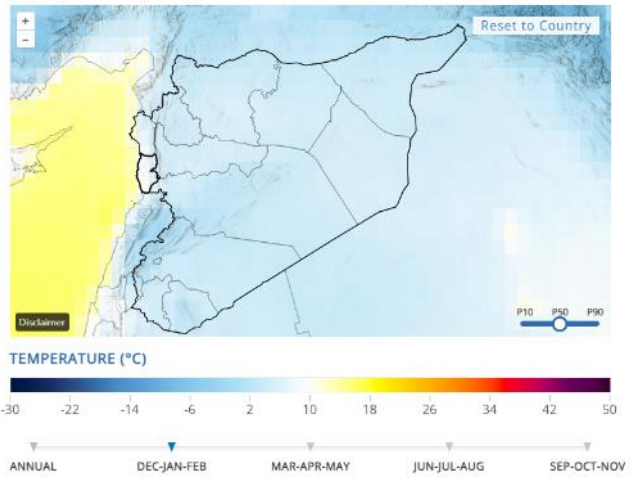 +
Reset to Country
−
P10 P50 P90
Disclaimer
TEMPERATURE (°C)
-30 -22 -14 -6 2 10 18 26 34 42 50
ANNUAL DEC-JAN-FEB MAR-APR-MAY JUN-JUL-AUG SEP-OCT-NOV